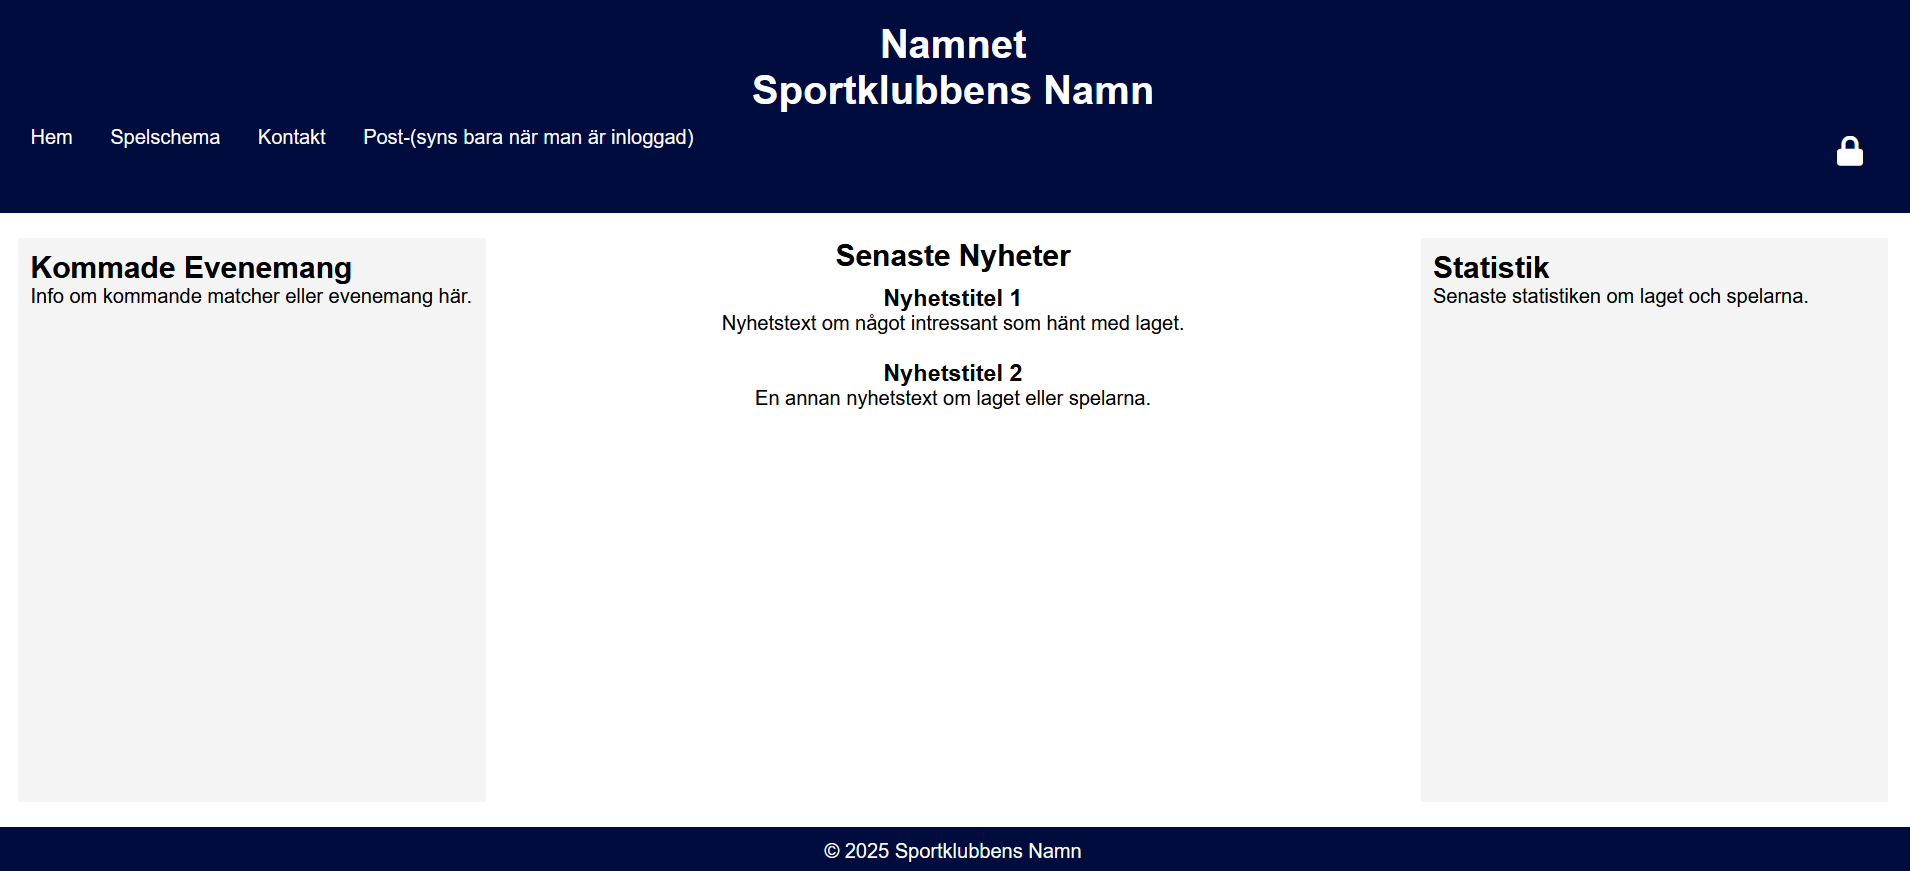 Namnet
Sportklubbens Namn
Hem Spelschema Kontakt Post-(syns bara när man är inloggad)
Kommade Evenemang
Info om kommande matcher eller evenemang här.
Senaste Nyheter
Nyhetstitel 1
Nyhetstext om något intressant som hänt med laget.
Nyhetstitel 2
En annan nyhetstext om laget eller spelarna.
Statistik
Senaste statistiken om laget och spelarna.
© 2025 Sportklubbens Namn